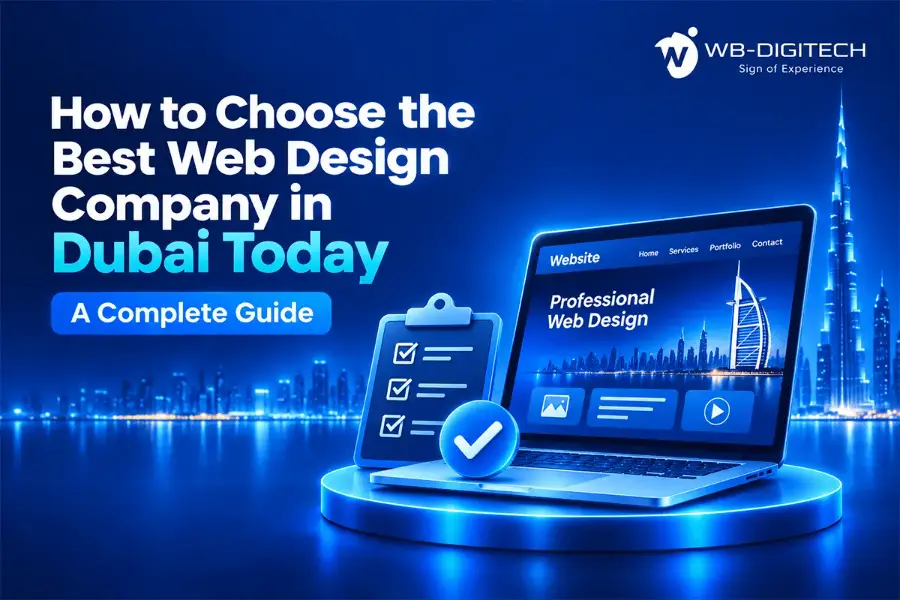 WB-DIGITECH
Sign of Experience
How to Choose the
Best Web Design
Company in
Dubai Today
A Complete Guide
Website
Home Services Portfolio Contact
Professional
Web Design